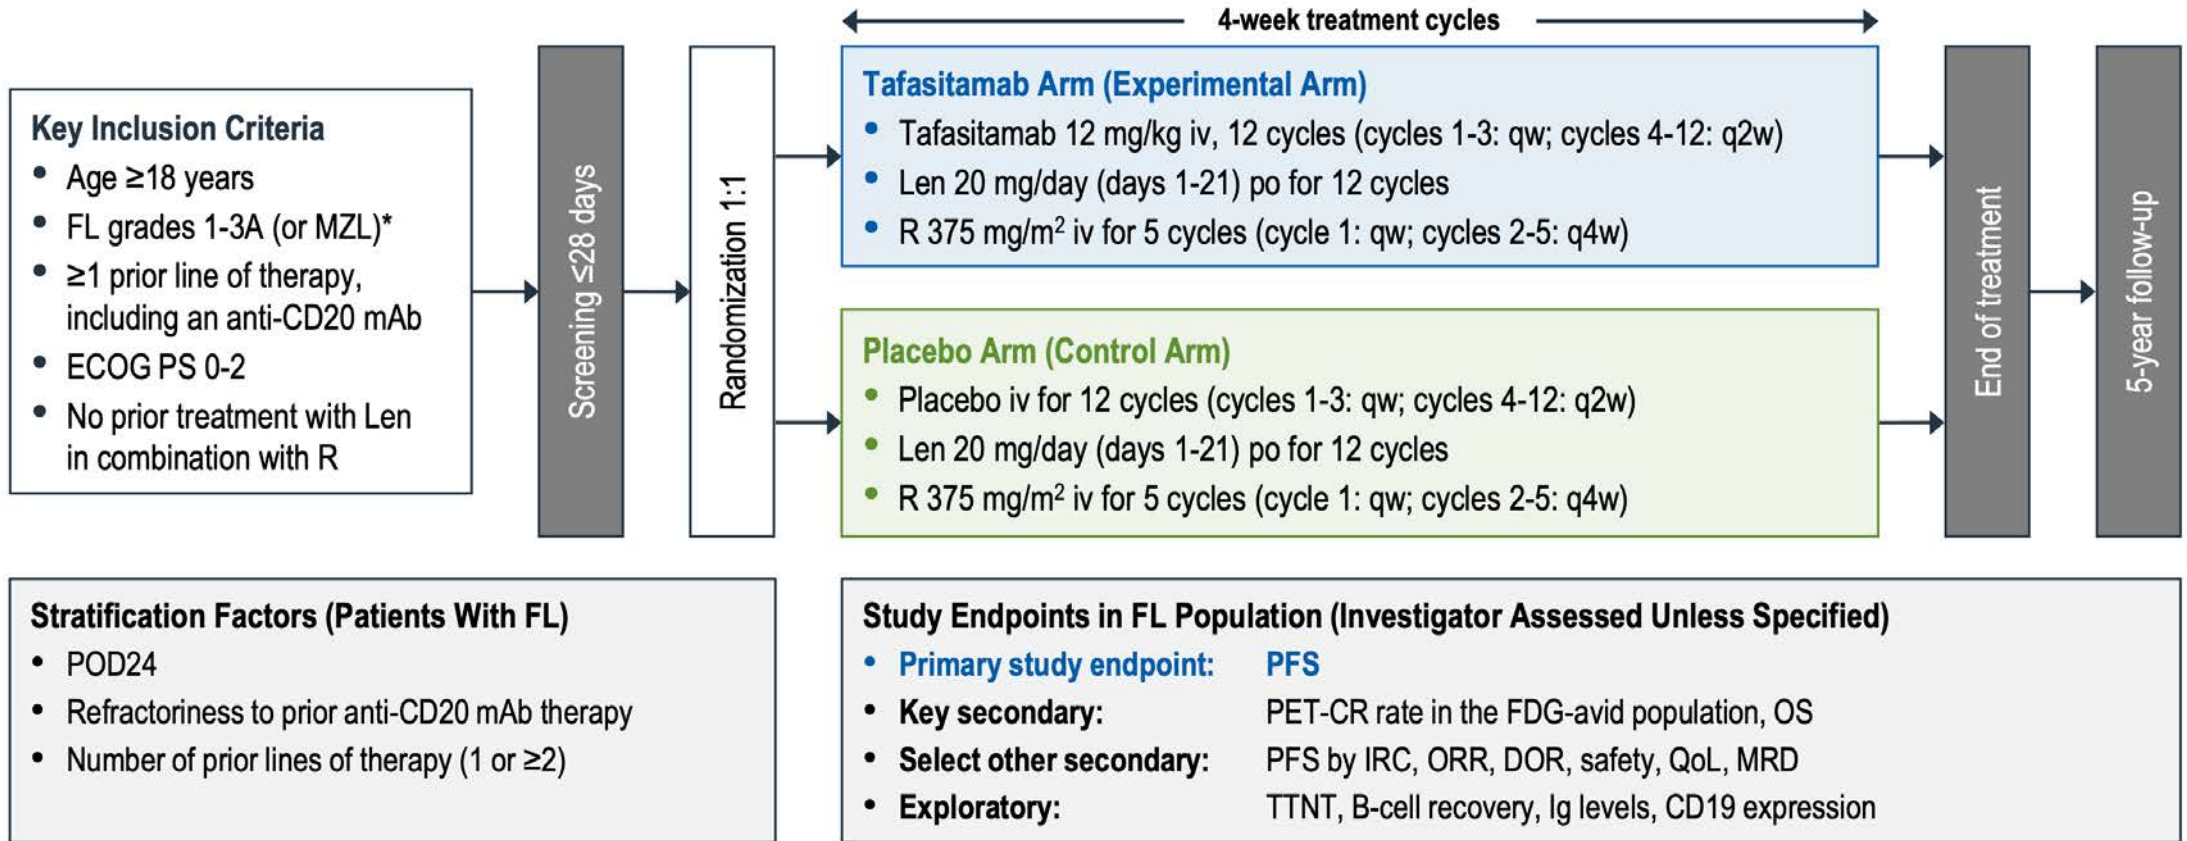 4-week treatment cycles
Key Inclusion Criteria
• Age ≥18 years
• FL grades 1-3A (or MZL)*
• ≥1 prior line of therapy,
including an anti-CD20 mAb
• ECOG PS 0-2
• No prior treatment with Len
in combination with R
Screening ≤28 days
Randomization 1:1
Tafasitamab Arm (Experimental Arm)
• Tafasitamab 12 mg/kg iv, 12 cycles (cycles 1-3: qw; cycles 4-12: q2w)
• Len 20 mg/day (days 1-21) po for 12 cycles
• R 375 mg/m² iv for 5 cycles (cycle 1: qw; cycles 2-5: q4w)
Placebo Arm (Control Arm)
• Placebo iv for 12 cycles (cycles 1-3: qw; cycles 4-12: q2w)
• Len 20 mg/day (days 1-21) po for 12 cycles
• R 375 mg/m² iv for 5 cycles (cycle 1: qw; cycles 2-5: q4w)
End of treatment
5-year follow-up
Stratification Factors (Patients With FL)
• POD24
• Refractoriness to prior anti-CD20 mAb therapy
• Number of prior lines of therapy (1 or ≥2)
Study Endpoints in FL Population (Investigator Assessed Unless Specified)
• Primary study endpoint: PFS
• Key secondary: PET-CR rate in the FDG-avid population, OS
• Select other secondary: PFS by IRC, ORR, DOR, safety, QoL, MRD
• Exploratory: TTNT, B-cell recovery, Ig levels, CD19 expression